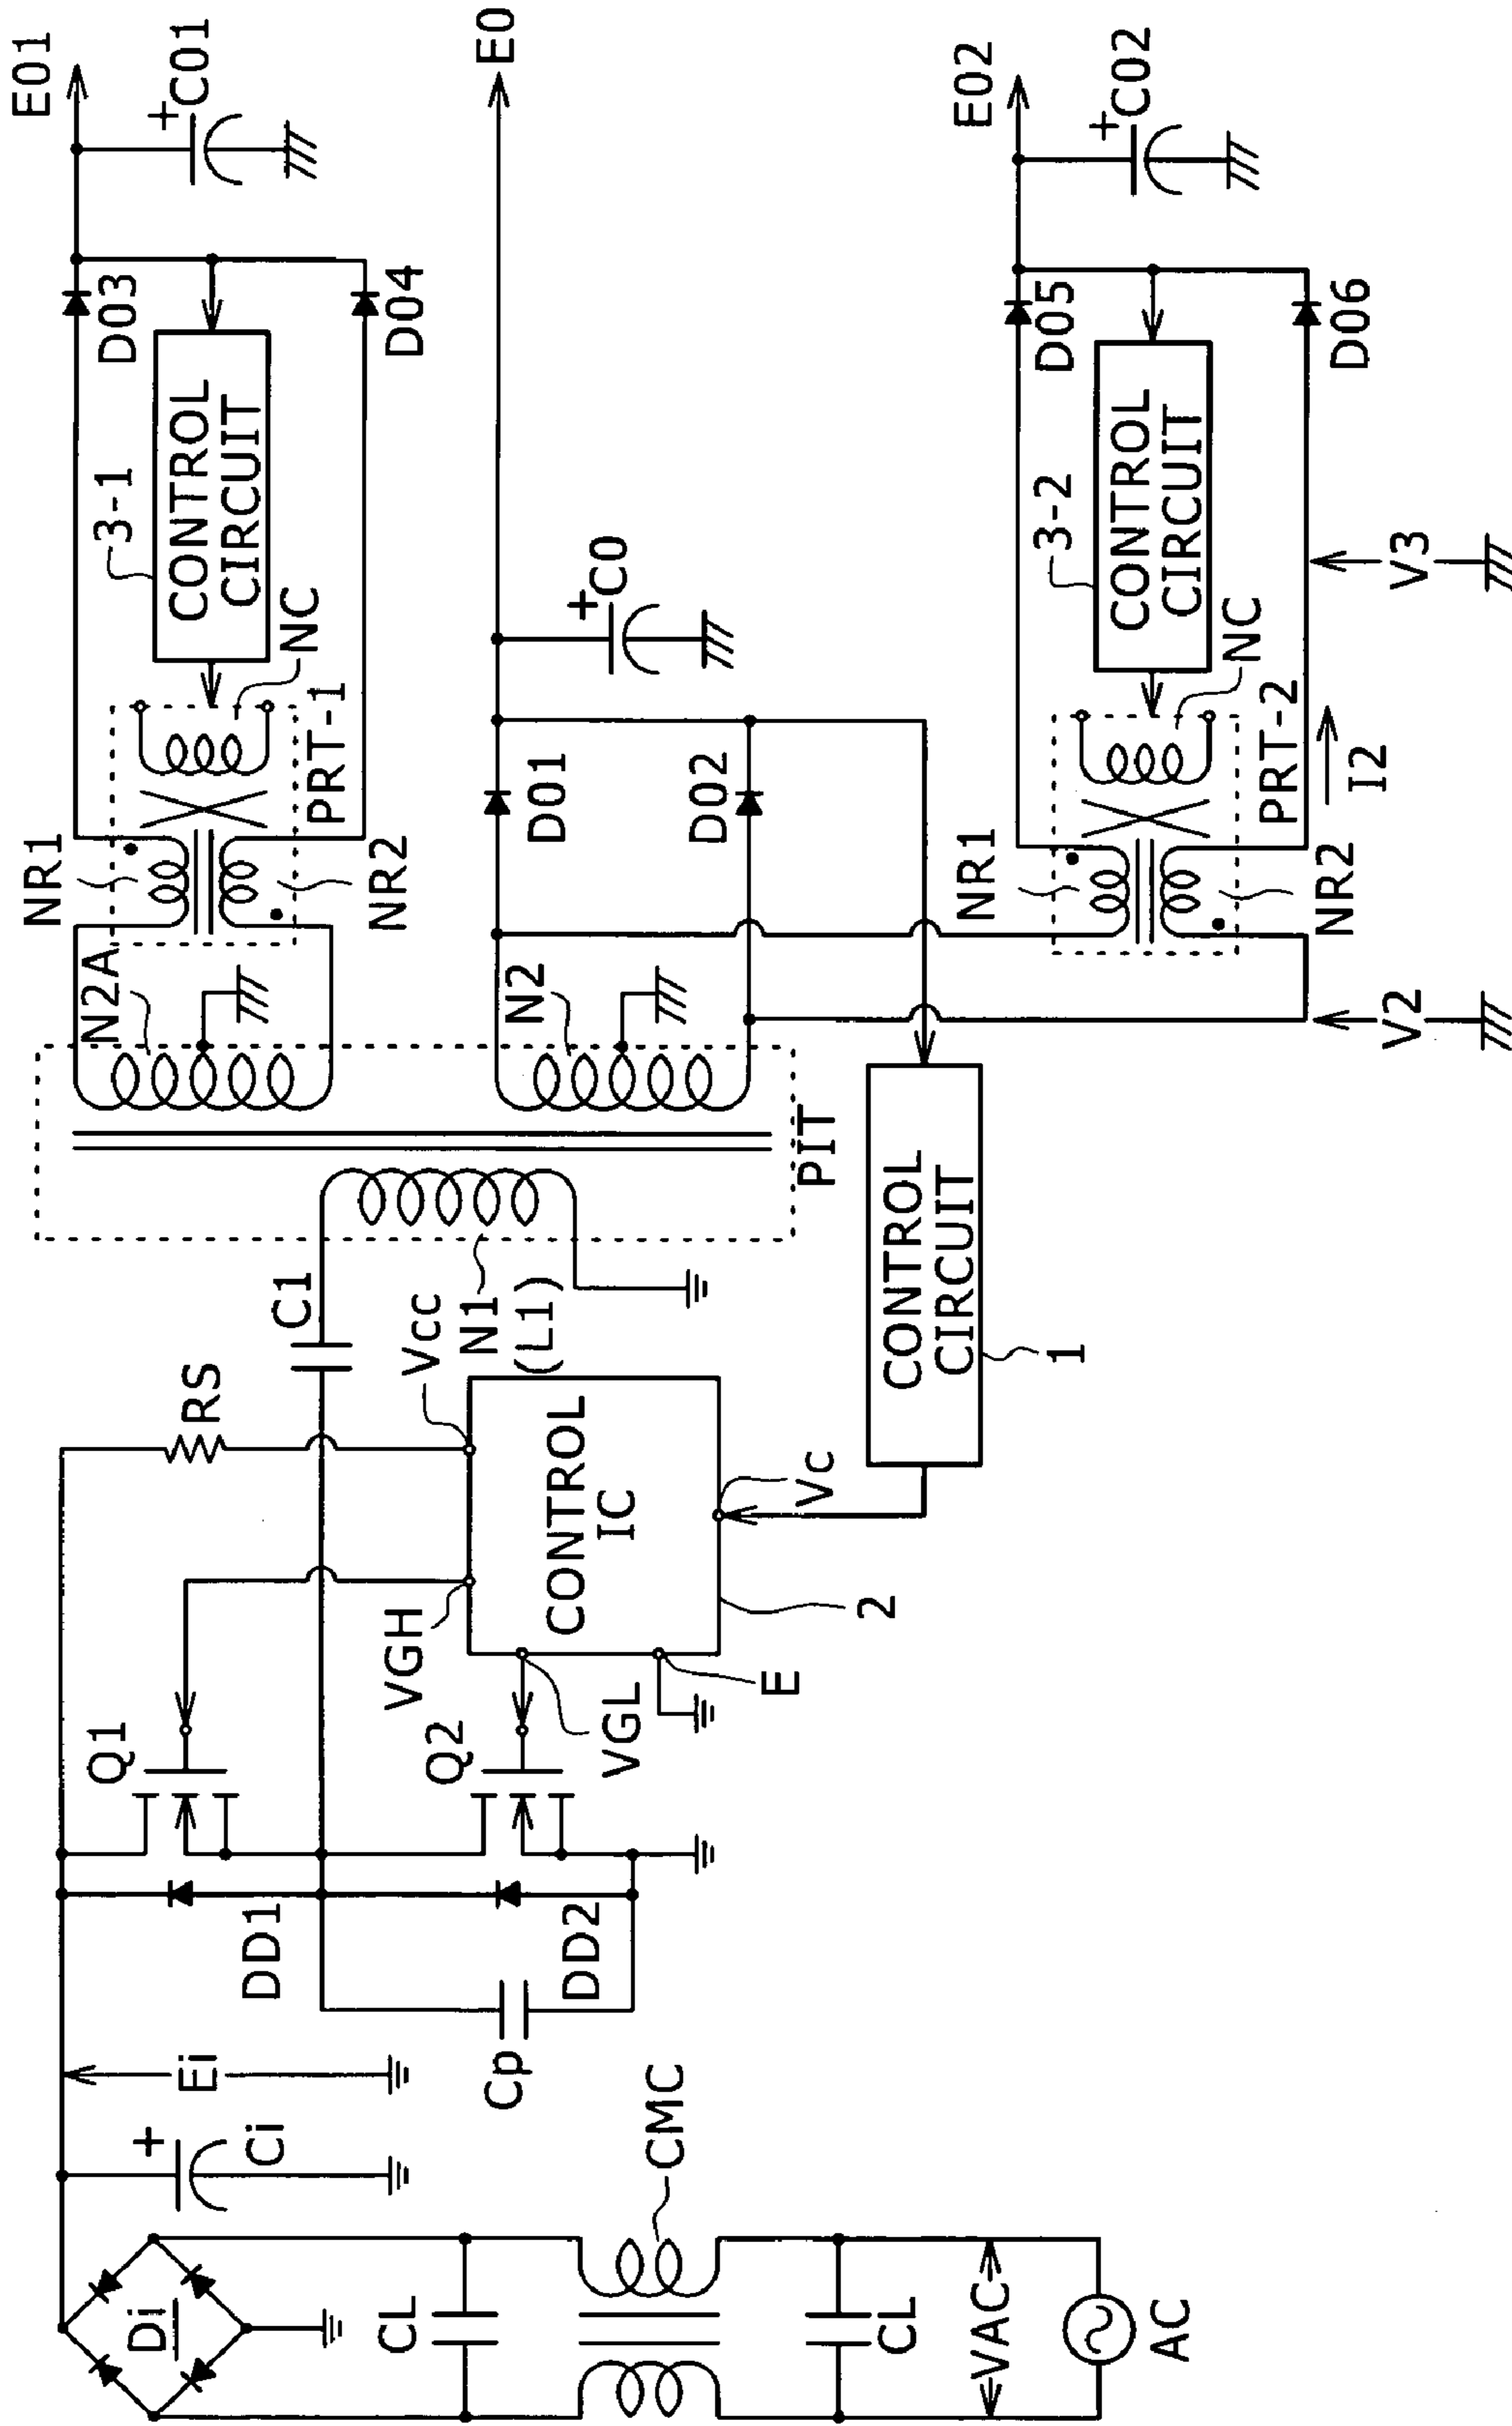 E01
+
C01
D03
D04
3-1
CONTROL
CIRCUIT
NC
PRT-1
NR1
NR2
N2A
E0
+
C0
D01
D02
N2
E02
+
C02
D05
D06
3-2
CONTROL
CIRCUIT
NC
PRT-2
NR1
NR2
I2
V3
V2
PIT
N1
(L1)
C1
CONTROL
CIRCUIT
1
RS
Vcc
CONTROL
IC
Vc
VGH
VGL
E
2
Q1
Q2
DD1
DD2
Cp
Ei
+
Ci
Di
CL
CMC
CL
VAC
AC